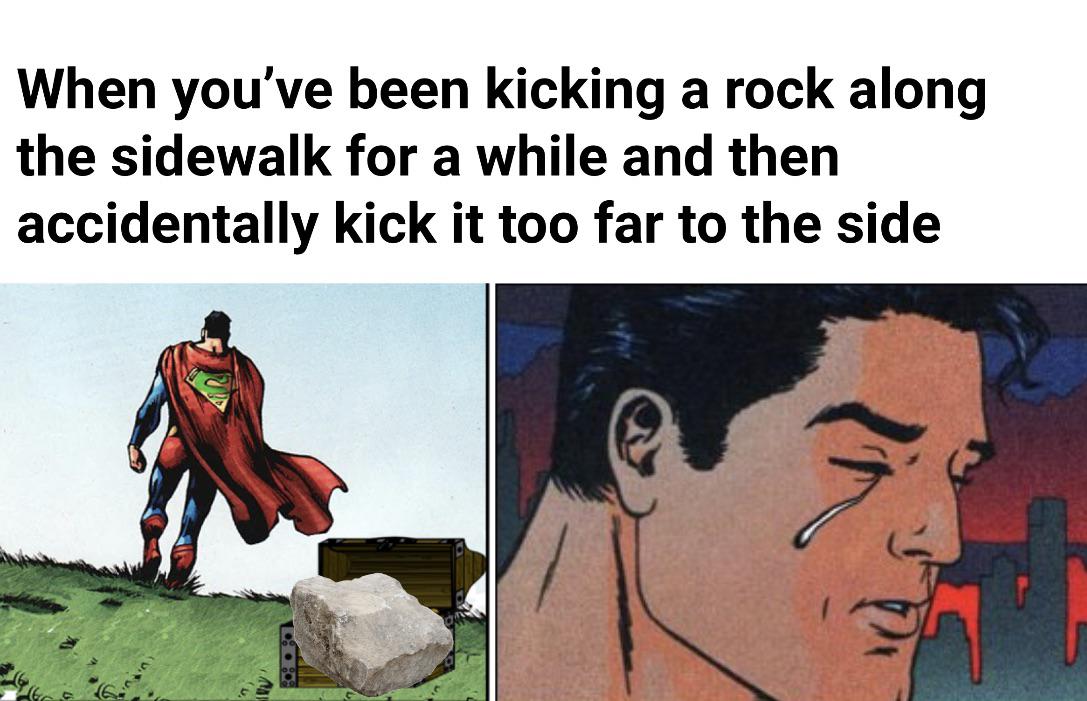 When you’ve been kicking a rock along
the sidewalk for a while and then
accidentally kick it too far to the side